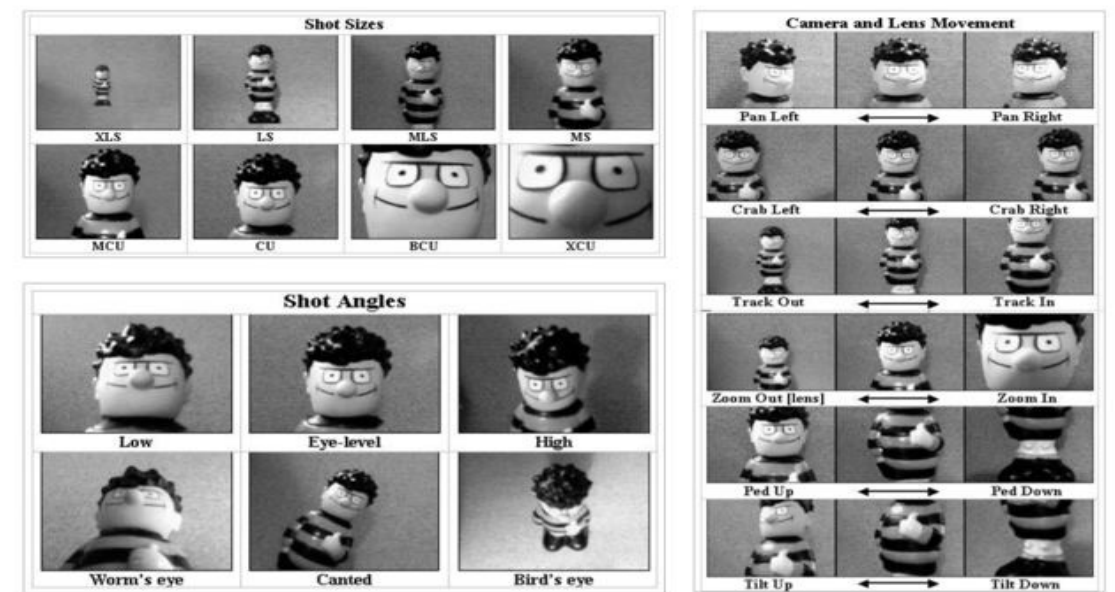 Shot Sizes
XLS LS MLS MS
MCU CU BCU XCU
Shot Angles
Low Eye-level High
Worm's eye Canted Bird's eye
Camera and Lens Movement
Pan Left Pan Right
Crab Left Crab Right
Track Out Track In
Zoom Out [lens] Zoom In
Ped Up Ped Down
Tilt Up Tilt Down